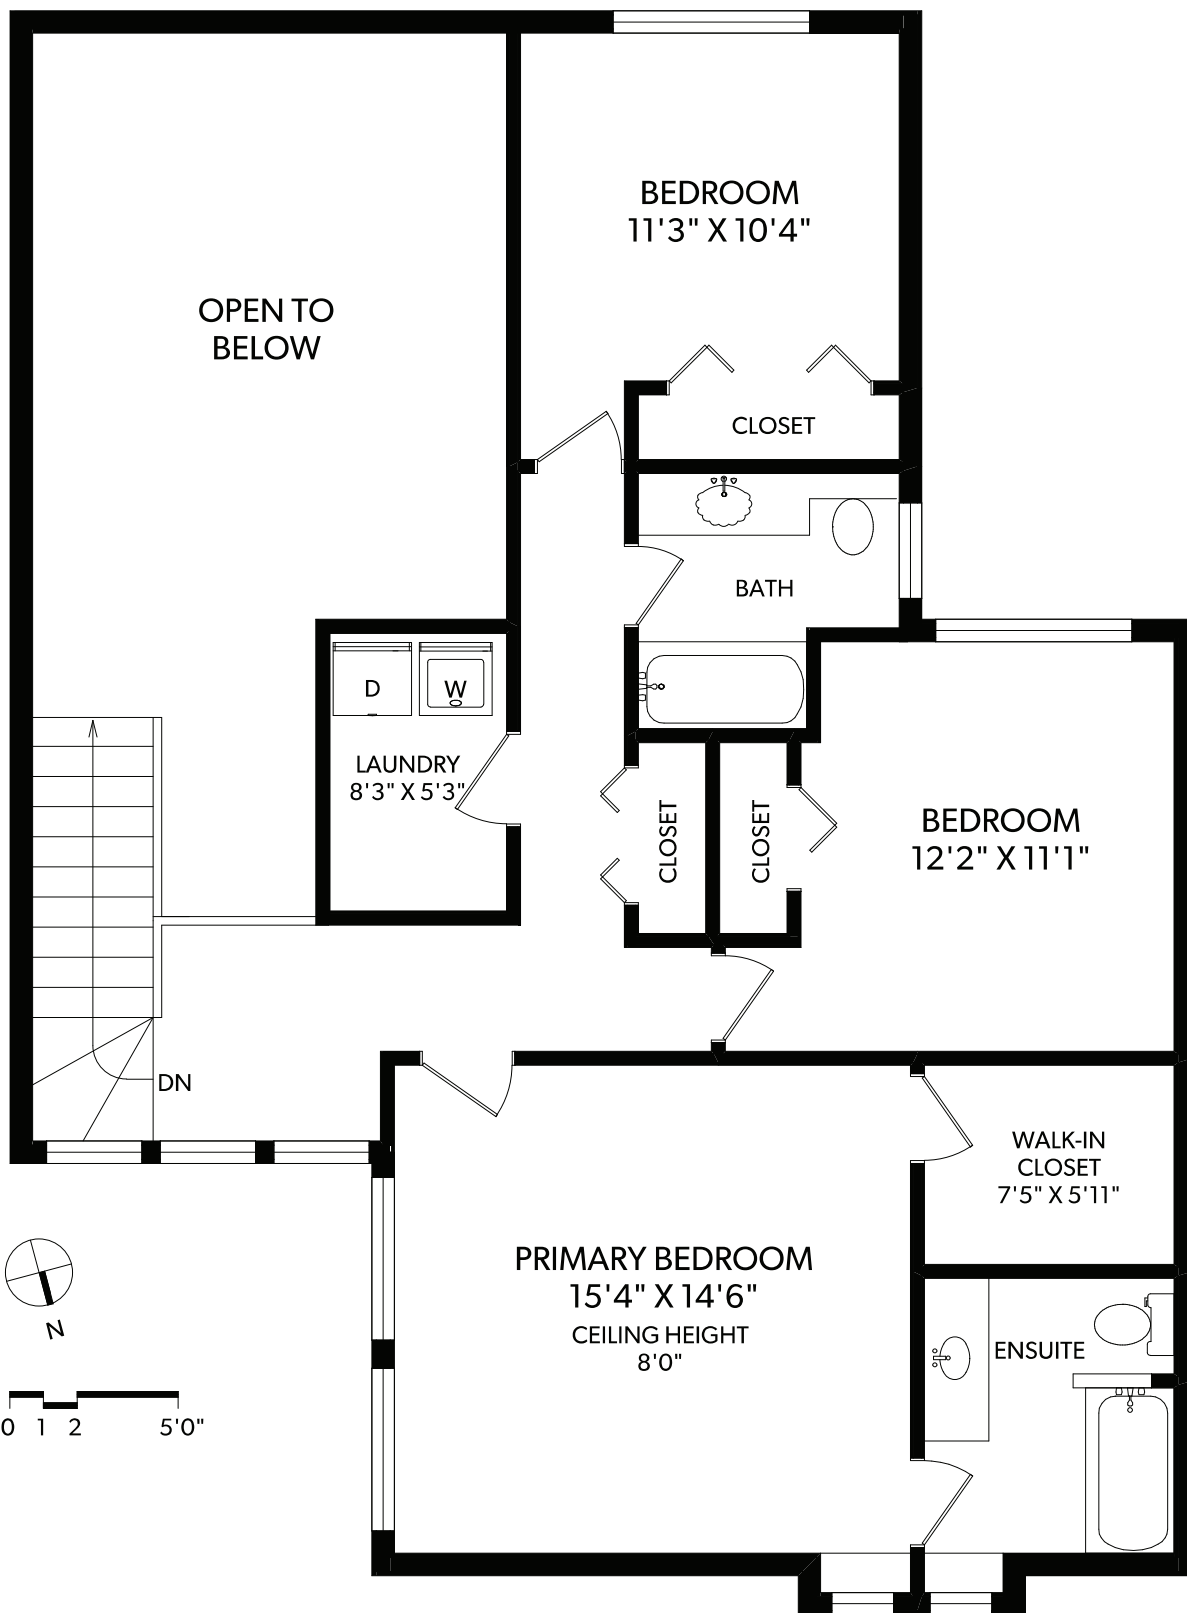 BEDROOM
11'3" X 10'4"
OPEN TO
BELOW
CLOSET
BATH
D
W
LAUNDRY
8'3" X 5'3"
CLOSET
CLOSET
BEDROOM
12'2" X 11'1"
DN
WALK-IN
CLOSET
7'5" X 5'11"
PRIMARY BEDROOM
15'4" X 14'6"
CEILING HEIGHT
8'0"
ENSUITE
N
0 1 2 5'0"